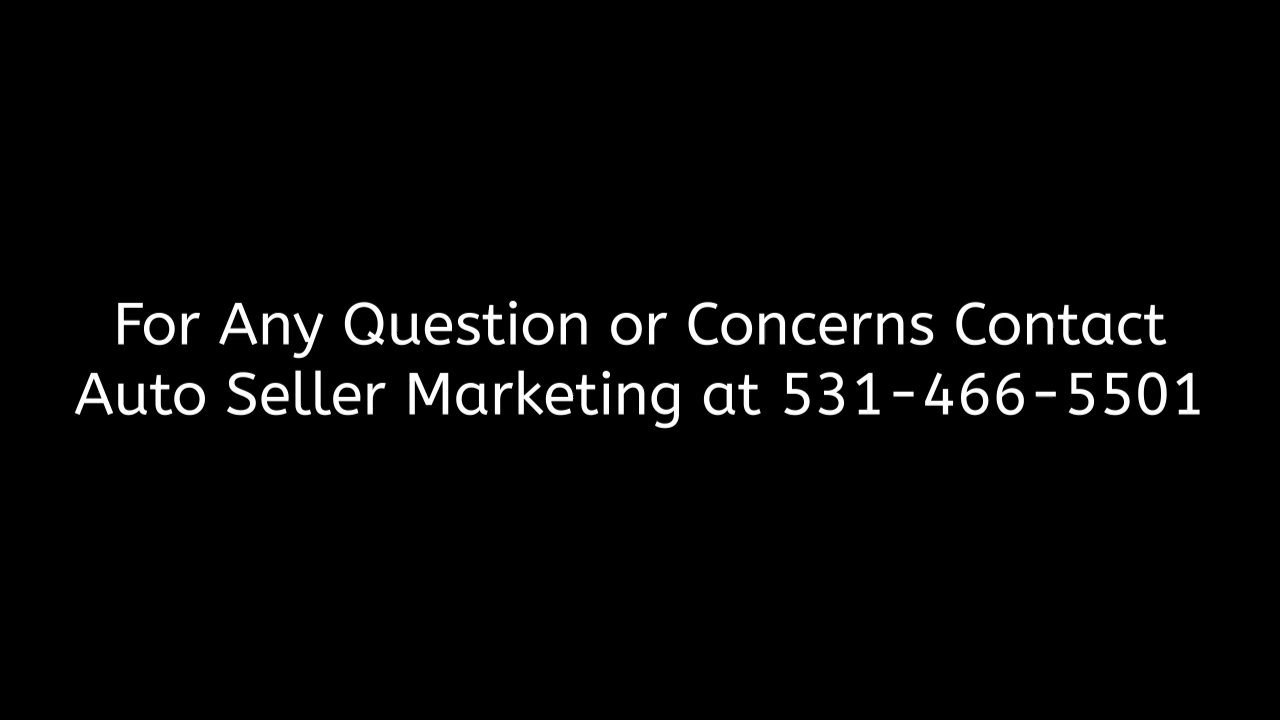 For Any Question or Concerns Contact
Auto Seller Marketing at 531-466-5501